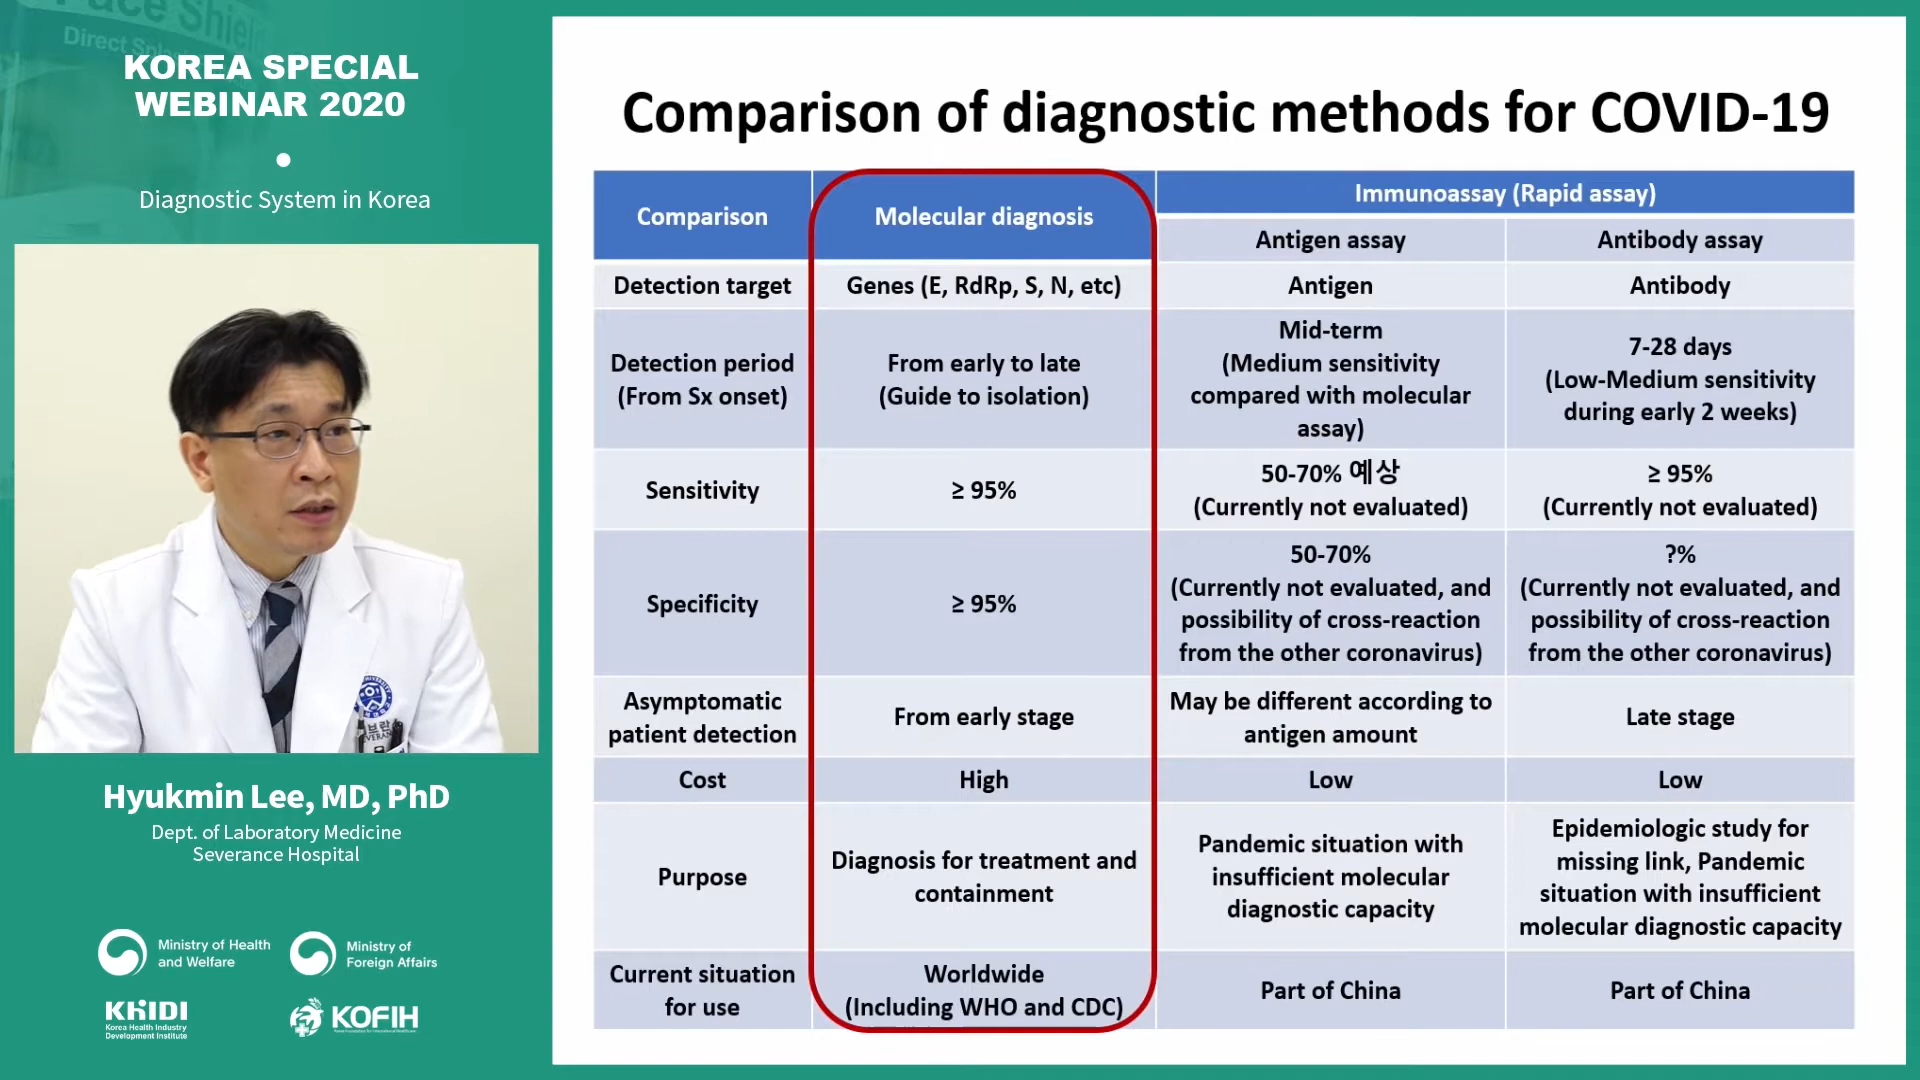 Face Shield
KOREA SPECIAL
WEBINAR 2020
Diagnostic System in Korea
Hyukmin Lee, MD, PhD
Dept. of Laboratory Medicine
Severance Hospital
Ministry of Health
and Welfare
Ministry of
Foreign Affairs
KHIDI
Korea Health Industry
Development Institute
KOFIH
Comparison of diagnostic methods for COVID-19
Comparison
Molecular diagnosis
Immunoassay (Rapid assay)
Antigen assay
Antibody assay
Detection target
Genes (E, RdRp, S, N, etc)
Antigen
Antibody
Detection period
(From Sx onset)
From early to late
(Guide to isolation)
Mid-term
(Medium sensitivity
compared with molecular
assay)
7-28 days
(Low-Medium sensitivity
during early 2 weeks)
Sensitivity
≥ 95%
50-70% 예상
(Currently not evaluated)
≥ 95%
(Currently not evaluated)
Specificity
≥ 95%
50-70%
(Currently not evaluated, and
possibility of cross-reaction
from the other coronavirus)
?%
(Currently not evaluated, and
possibility of cross-reaction
from the other coronavirus)
Asymptomatic
patient detection
From early stage
May be different according to
antigen amount
Late stage
Cost
High
Low
Low
Purpose
Diagnosis for treatment and
containment
Pandemic situation with
insufficient molecular
diagnostic capacity
Epidemiologic study for
missing link, Pandemic
situation with insufficient
molecular diagnostic capacity
Current situation
for use
Worldwide
(Including WHO and CDC)
Part of China
Part of China